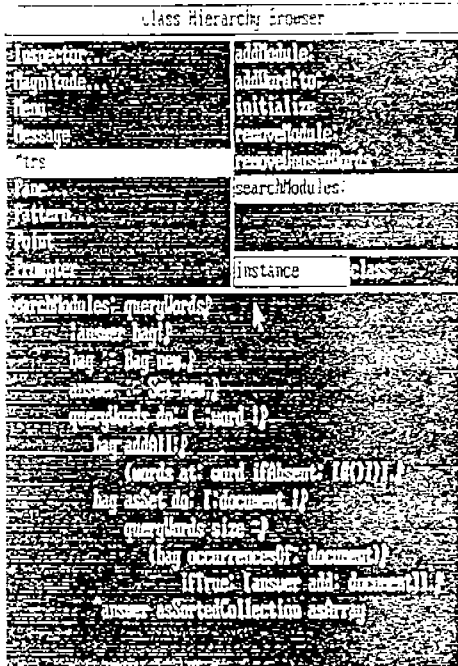 Class Hierarchy Browser
Inspector...
Magnitude...
Menu
Message
Pane...
Pattern...
Point
Prompter
addModule:
addWord:to:
initialize
removeModule:
removeUnusedWords
searchModules:
instance
class
searchModules: queryWords
|answer bag|
bag := Bag new.
answer := Set new.
queryWords do: [ :word |
bag addAll:
(words at: word ifAbsent: [#()])].
bag asSet do: [:document |
queryWords size =
(bag occurrencesOf: document)
ifTrue: [answer add: document]].
answer asSortedCollection asArray